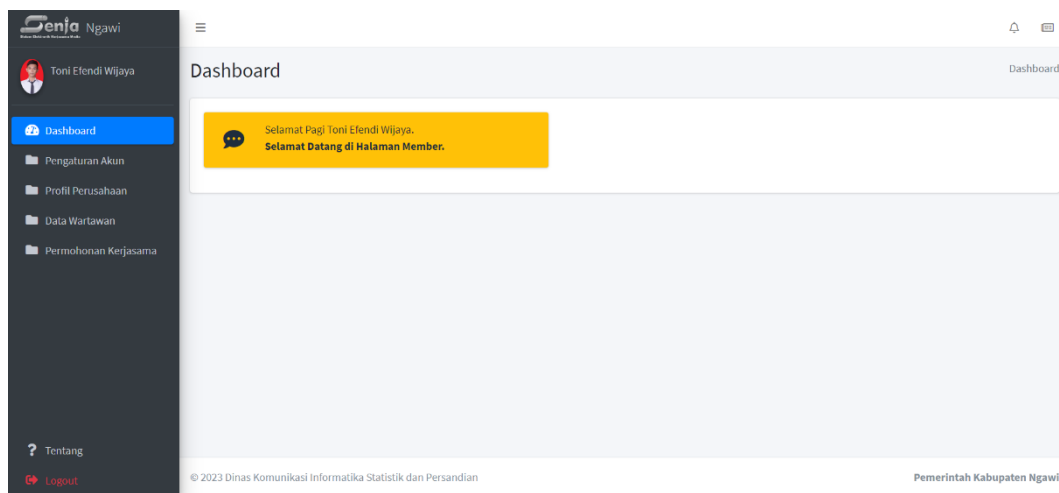 Senja Ngawi
Toni Efendi Wijaya
Dashboard
Pengaturan Akun
Profil Perusahaan
Data Wartawan
Permohonan Kerjasama
? Tentang
Logout
Dashboard
Dashboard
Selamat Pagi Toni Efendi Wijaya.
Selamat Datang di Halaman Member.
© 2023 Dinas Komunikasi Informatika Statistik dan Persandian
Pemerintah Kabupaten Ngawi